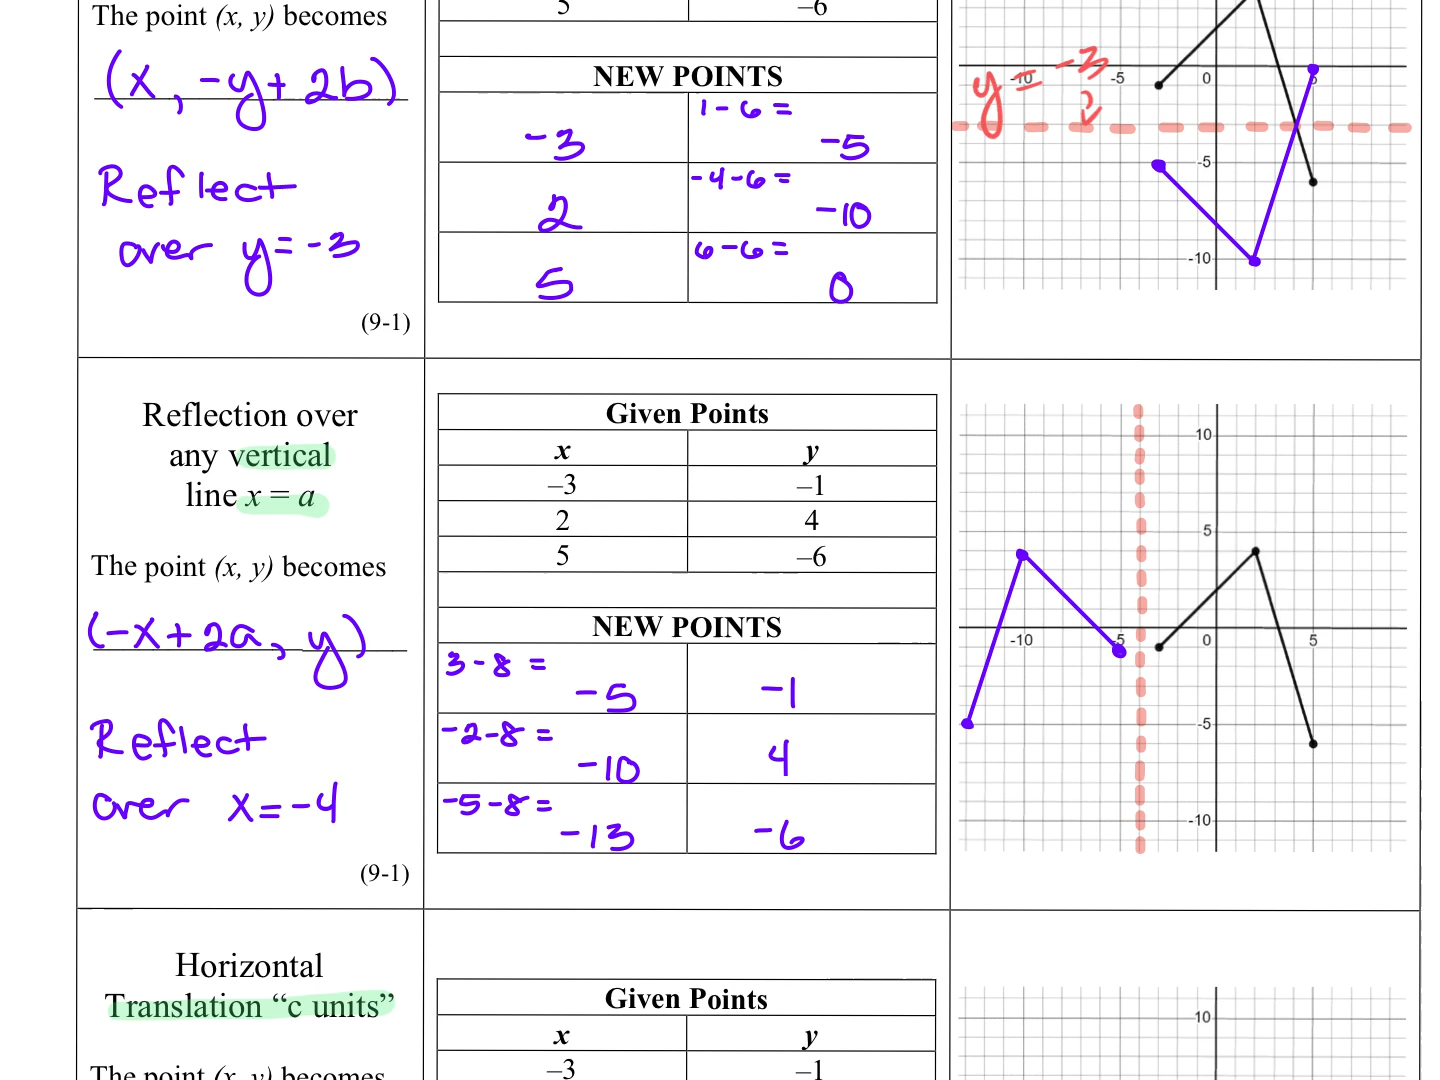 The point (x, y) becomes
(x, -y+2b)
Reflect
over y=-3
(9-1)
5 –6
NEW POINTS
-3 1-6= -5
2 -4-6= -10
5 6-6= 0
y=-3
-10 -5 0 5
-5
-10
Reflection over
any vertical
line x = a
The point (x, y) becomes
(-x+2a, y)
Reflect
over x=-4
(9-1)
Given Points
x y
–3 –1
2 4
5 –6
NEW POINTS
3-8= -5 -1
-2-8= -10 4
-5-8= -13 -6
10
5
-10 -5 0 5
-5
-10
Horizontal
Translation “c units”
The point (x, y) becomes
Given Points
x y
–3 –1
10